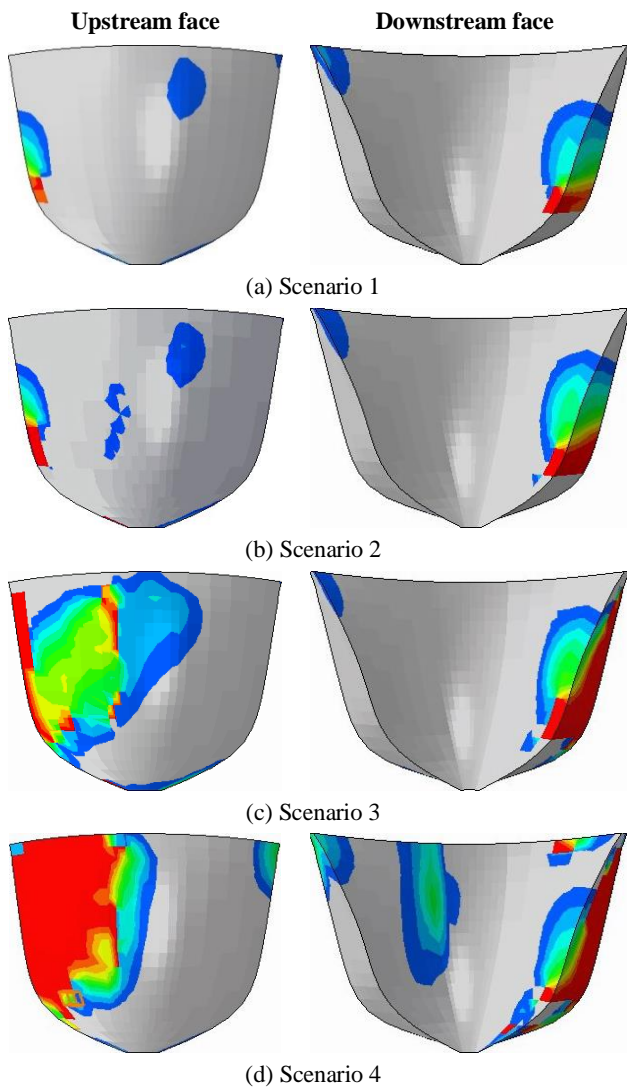 Upstream face Downstream face
(a) Scenario 1
(b) Scenario 2
(c) Scenario 3
(d) Scenario 4